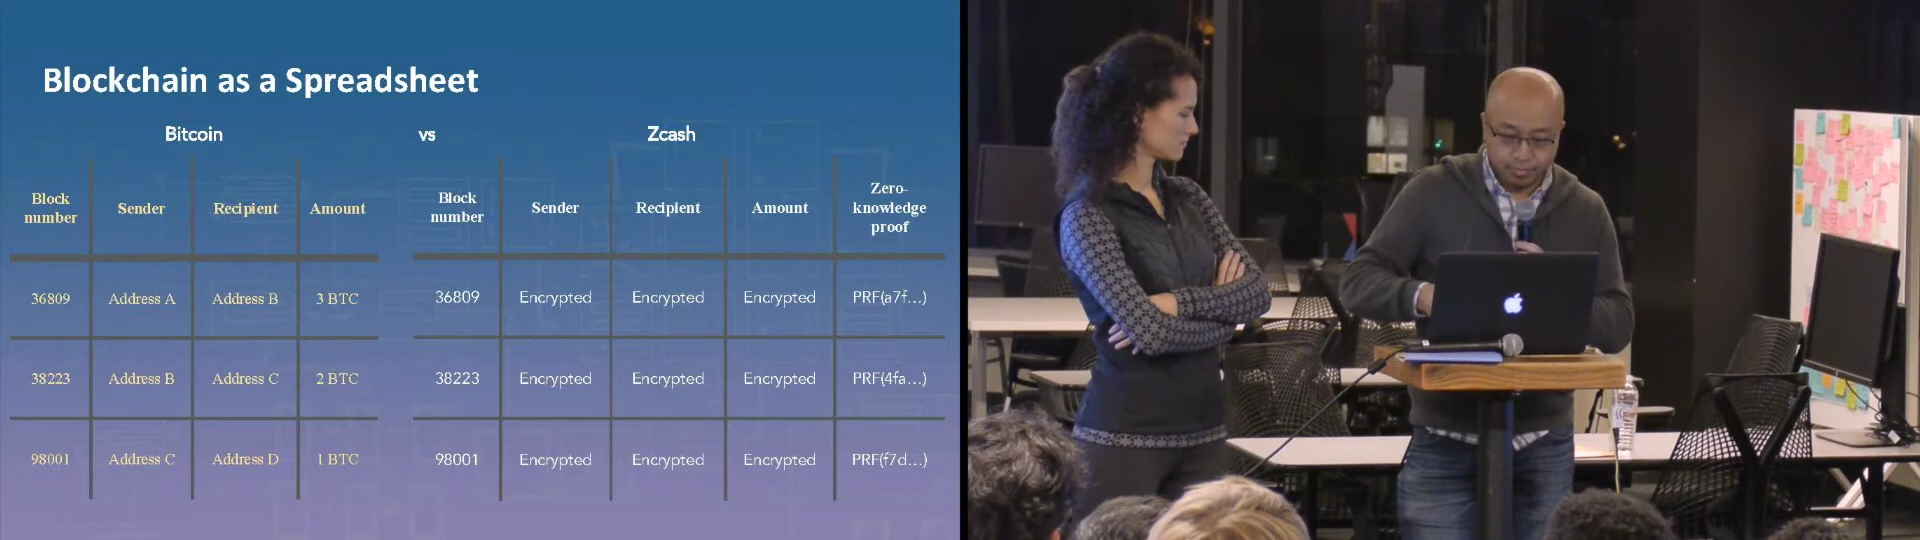 Blockchain as a Spreadsheet
Bitcoin vs Zcash
Block number Sender Recipient Amount
36809 Address A Address B 3 BTC
38223 Address B Address C 2 BTC
98001 Address C Address D 1 BTC
Block number Sender Recipient Amount Zero-knowledge proof
36809 Encrypted Encrypted Encrypted PRF(a7f...)
38223 Encrypted Encrypted Encrypted PRF(4fa...)
98001 Encrypted Encrypted Encrypted PRF(f7d...)